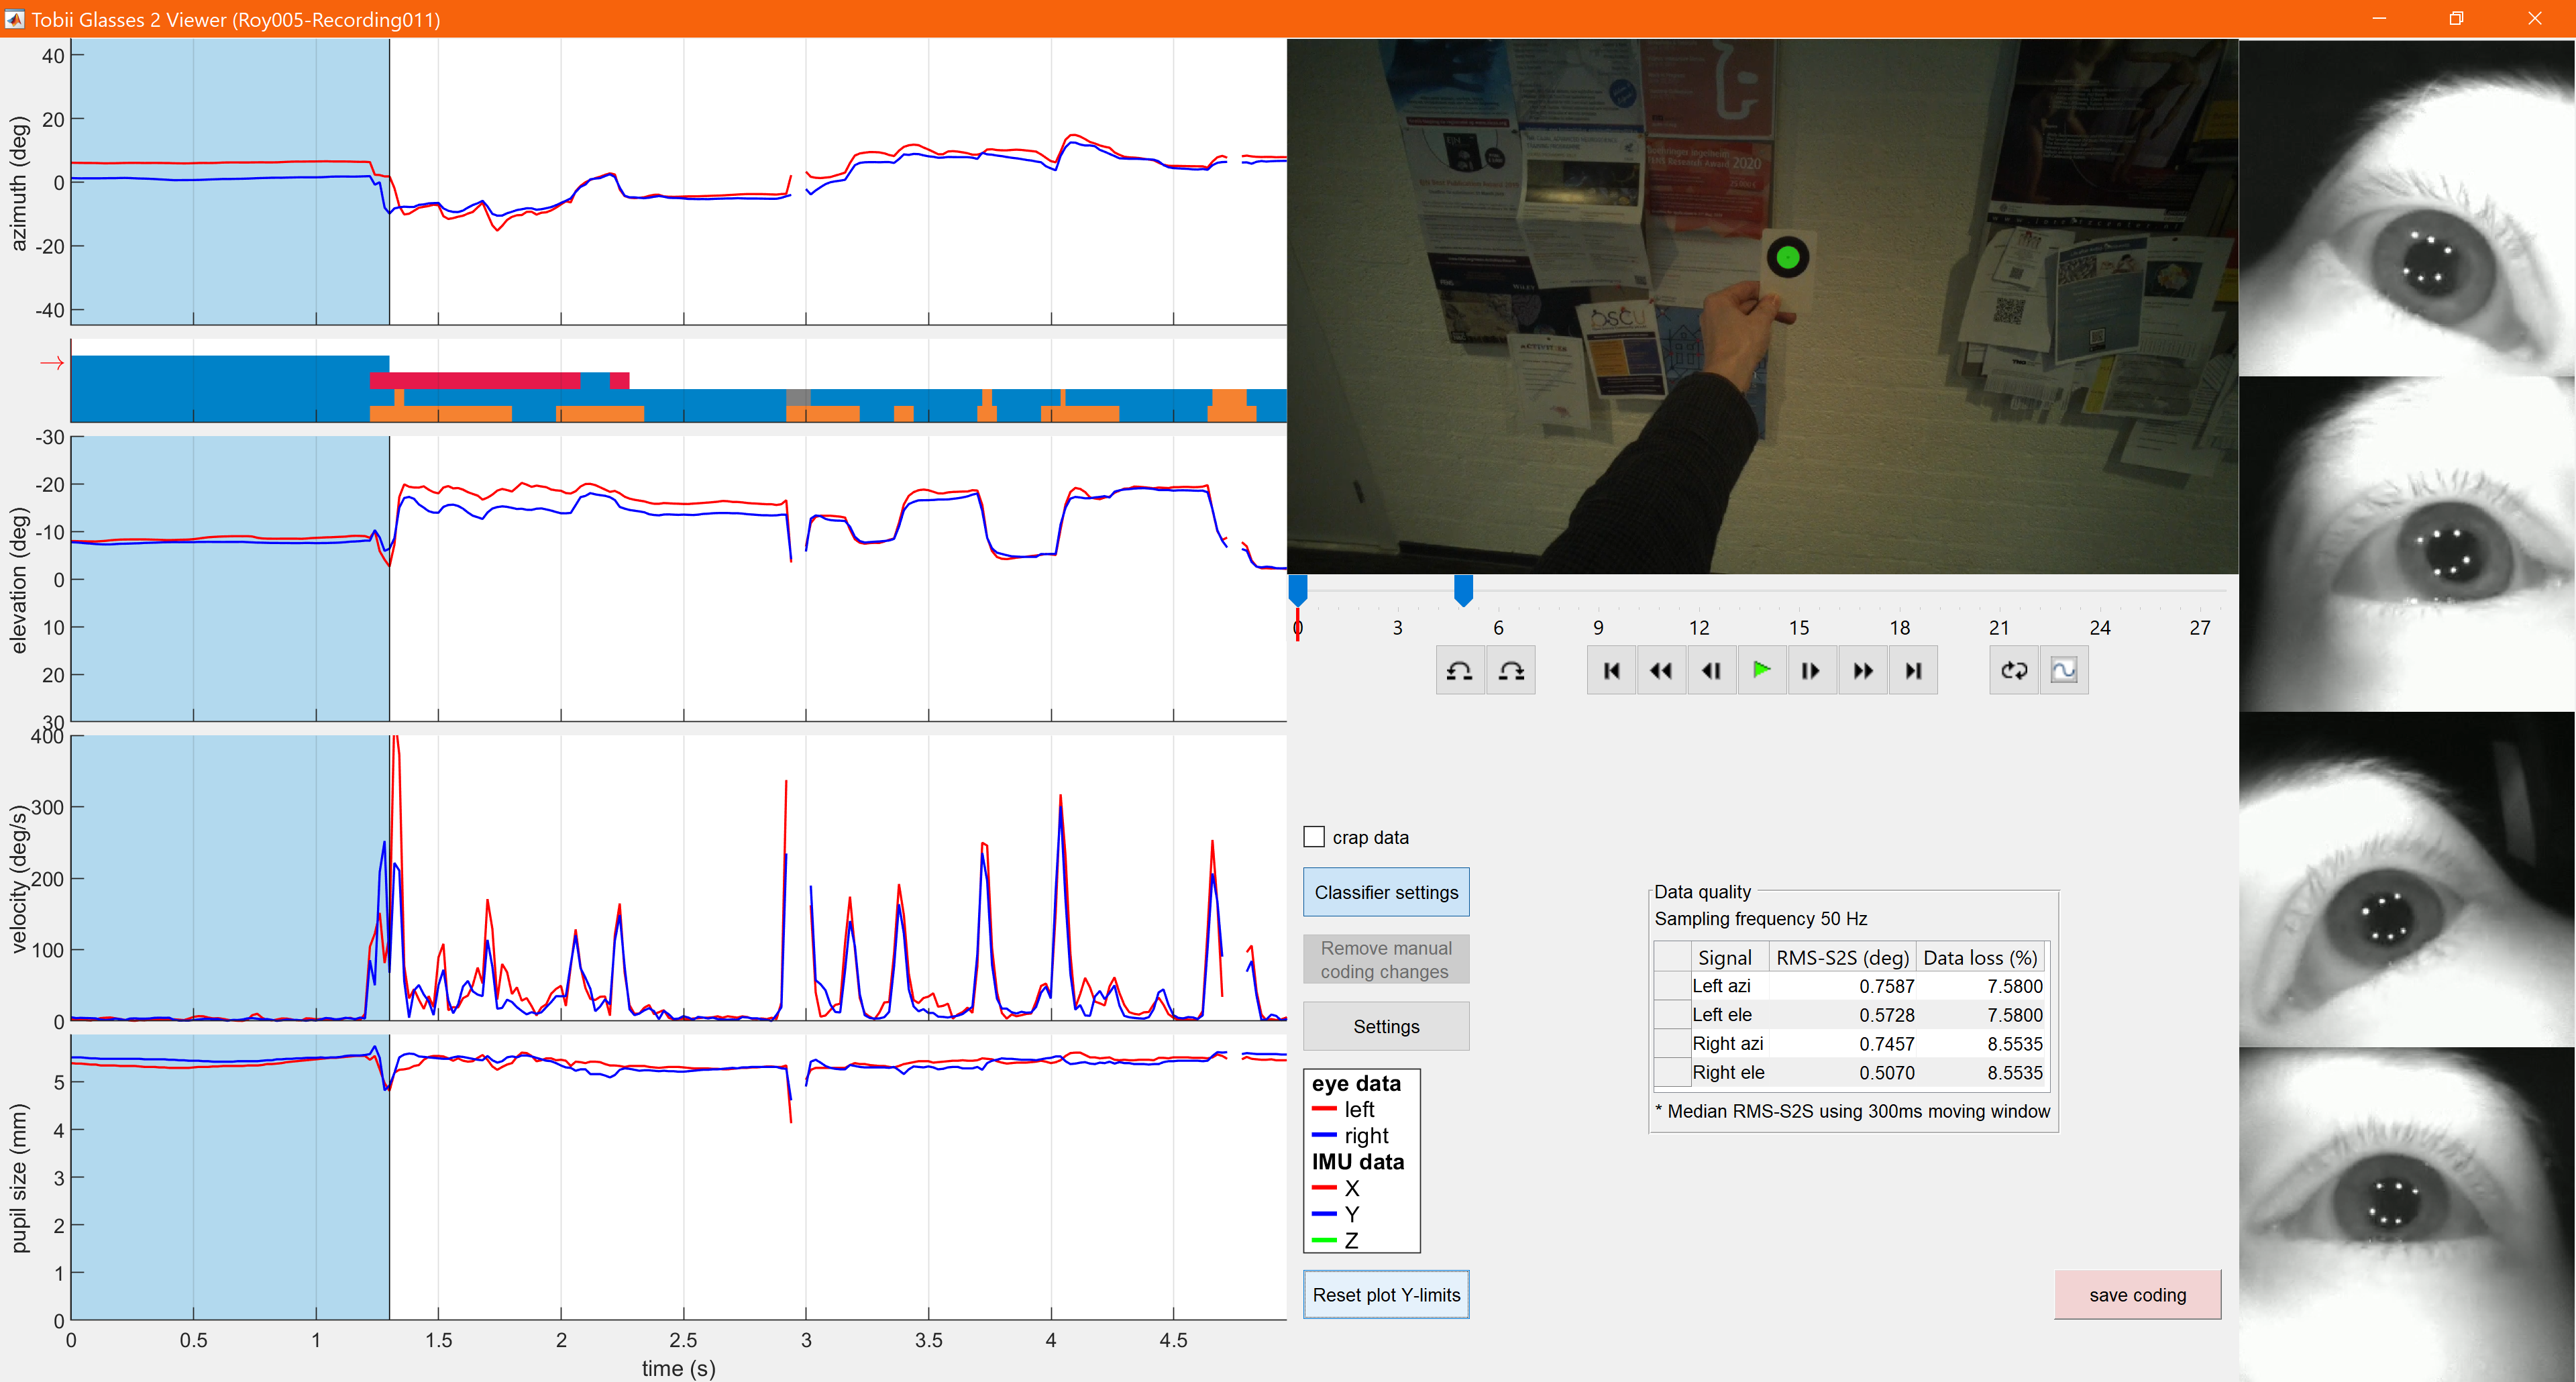 Tobii Glasses 2 Viewer (Roy005-Recording011)
azimuth (deg)
40
20
0
-20
-40
→
elevation (deg)
-30
-20
-10
0
10
20
30
velocity (deg/s)
400
300
200
100
0
pupil size (mm)
5
4
3
2
1
0
0 0.5 1 1.5 2 2.5 3 3.5 4 4.5
time (s)
2020
OSCU
0 3 6 9 12 15 18 21 24 27
crap data
Classifier settings
Remove manual
coding changes
Settings
eye data
left
right
IMU data
X
Y
Z
Reset plot Y-limits
Data quality
Sampling frequency 50 Hz
Signal RMS-S2S (deg) Data loss (%)
Left azi 0.7587 7.5800
Left ele 0.5728 7.5800
Right azi 0.7457 8.5535
Right ele 0.5070 8.5535
* Median RMS-S2S using 300ms moving window
save coding